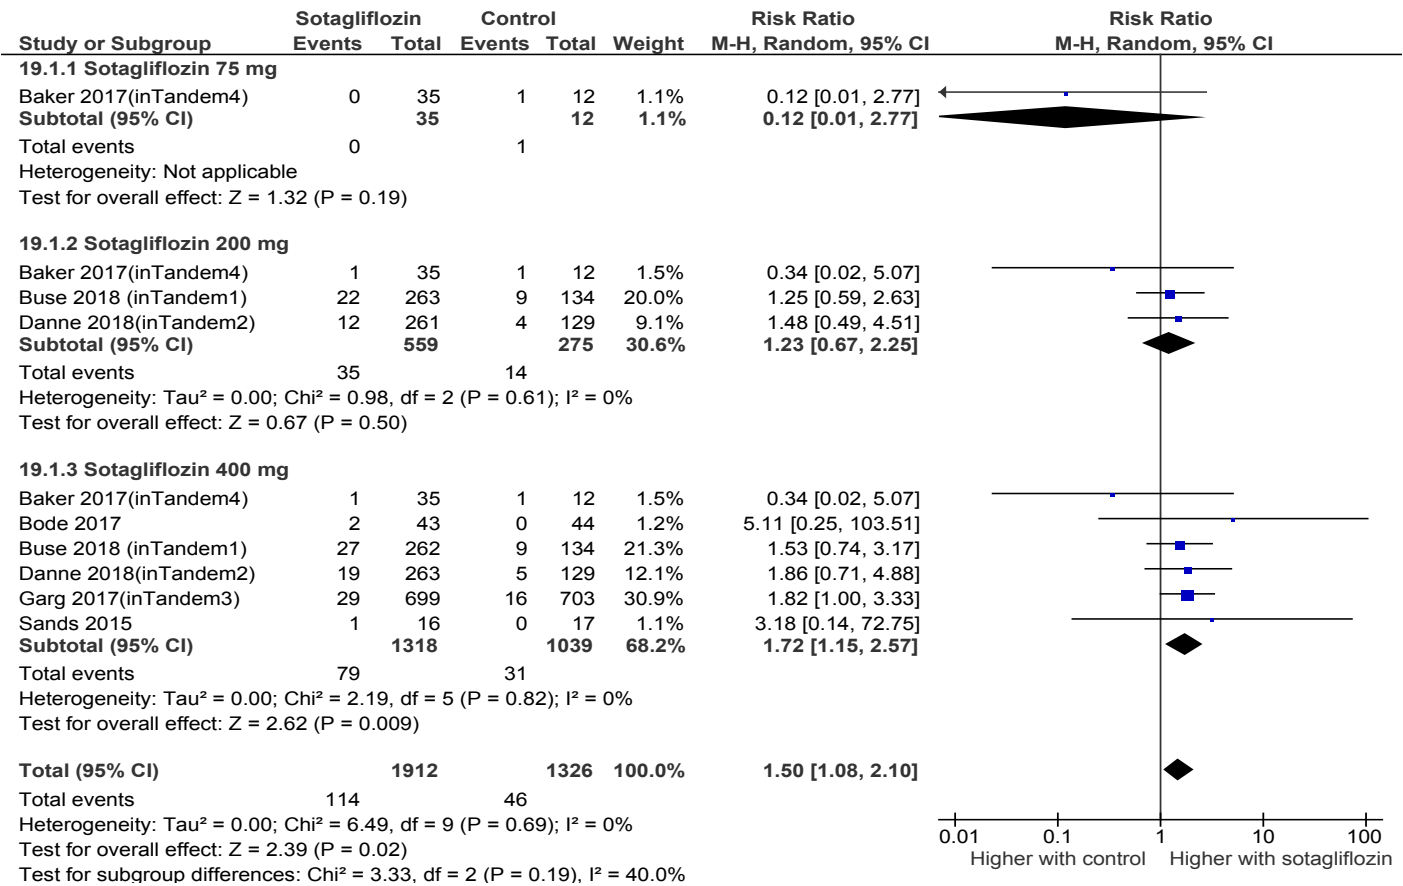 Sotagliflozin Control Risk Ratio Risk Ratio
Study or Subgroup Events Total Events Total Weight M-H, Random, 95% CI M-H, Random, 95% CI
19.1.1 Sotagliflozin 75 mg
Baker 2017(inTandem4) 0 35 1 12 1.1% 0.12 [0.01, 2.77]
Subtotal (95% CI) 35 12 1.1% 0.12 [0.01, 2.77]
Total events 0 1
Heterogeneity: Not applicable
Test for overall effect: Z = 1.32 (P = 0.19)
19.1.2 Sotagliflozin 200 mg
Baker 2017(inTandem4) 1 35 1 12 1.5% 0.34 [0.02, 5.07]
Buse 2018 (inTandem1) 22 263 9 134 20.0% 1.25 [0.59, 2.63]
Danne 2018(inTandem2) 12 261 4 129 9.1% 1.48 [0.49, 4.51]
Subtotal (95% CI) 559 275 30.6% 1.23 [0.67, 2.25]
Total events 35 14
Heterogeneity: Tau² = 0.00; Chi² = 0.98, df = 2 (P = 0.61); I² = 0%
Test for overall effect: Z = 0.67 (P = 0.50)
19.1.3 Sotagliflozin 400 mg
Baker 2017(inTandem4) 1 35 1 12 1.5% 0.34 [0.02, 5.07]
Bode 2017 2 43 0 44 1.2% 5.11 [0.25, 103.51]
Buse 2018 (inTandem1) 27 262 9 134 21.3% 1.53 [0.74, 3.17]
Danne 2018(inTandem2) 19 263 5 129 12.1% 1.86 [0.71, 4.88]
Garg 2017(inTandem3) 29 699 16 703 30.9% 1.82 [1.00, 3.33]
Sands 2015 1 16 0 17 1.1% 3.18 [0.14, 72.75]
Subtotal (95% CI) 1318 1039 68.2% 1.72 [1.15, 2.57]
Total events 79 31
Heterogeneity: Tau² = 0.00; Chi² = 2.19, df = 5 (P = 0.82); I² = 0%
Test for overall effect: Z = 2.62 (P = 0.009)
Total (95% CI) 1912 1326 100.0% 1.50 [1.08, 2.10]
Total events 114 46
Heterogeneity: Tau² = 0.00; Chi² = 6.49, df = 9 (P = 0.69); I² = 0%
Test for overall effect: Z = 2.39 (P = 0.02)
Test for subgroup differences: Chi² = 3.33, df = 2 (P = 0.19), I² = 40.0%
0.01 0.1 1 10 100
Higher with control Higher with sotagliflozin